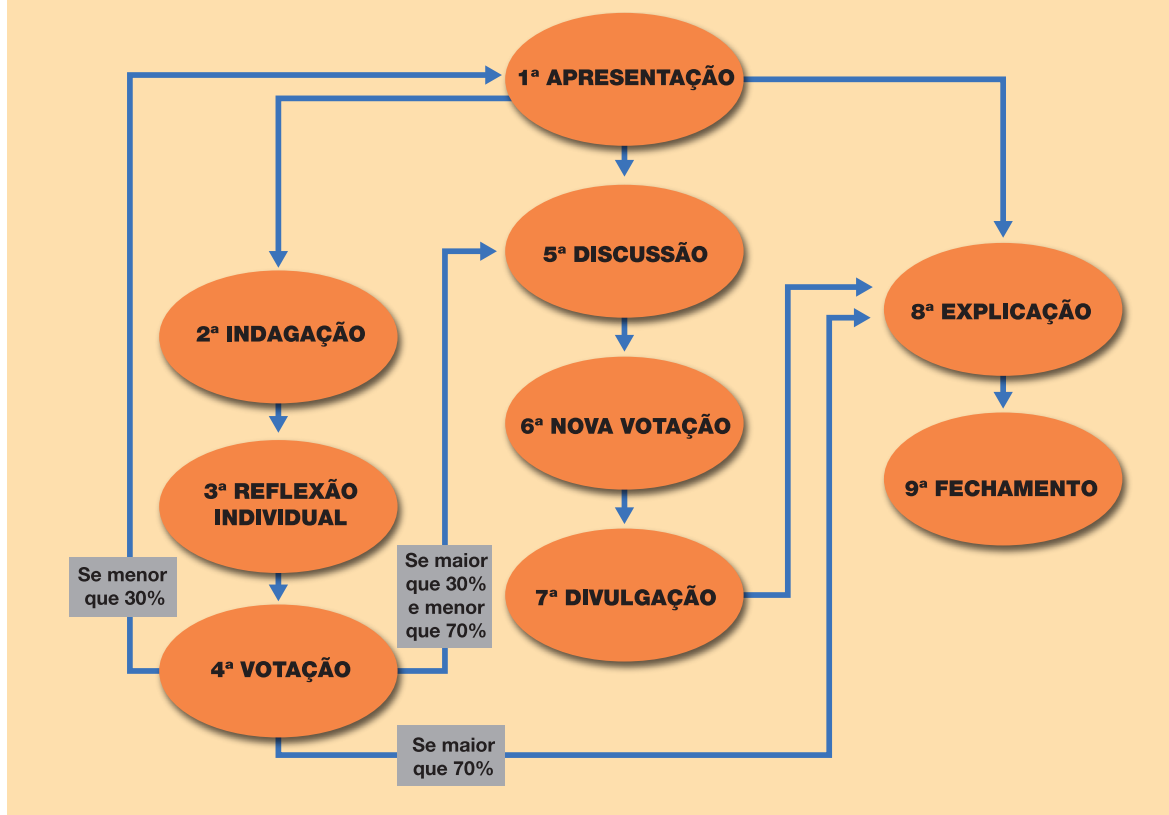 1ª APRESENTAÇÃO
2ª INDAGAÇÃO
3ª REFLEXÃO
INDIVIDUAL
Se menor
que 30%
4ª VOTAÇÃO
Se maior
que 30%
e menor
que 70%
Se maior
que 70%
5ª DISCUSSÃO
6ª NOVA VOTAÇÃO
7ª DIVULGAÇÃO
8ª EXPLICAÇÃO
9ª FECHAMENTO